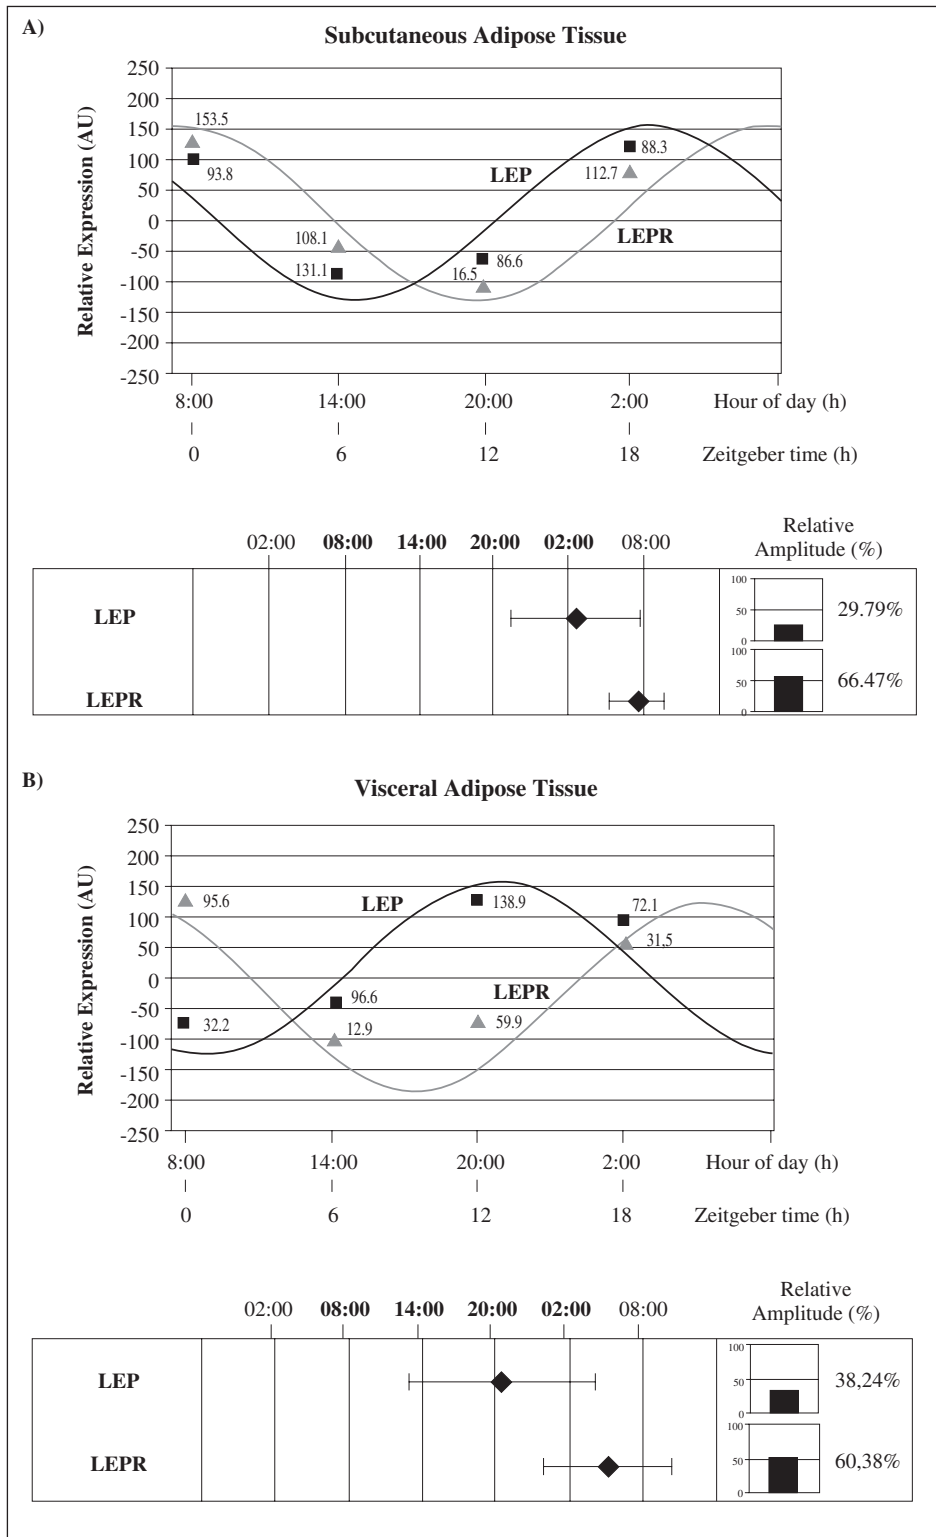 A)
Subcutaneous Adipose Tissue
Relative Expression (AU)
250
200
150
100
50
0
-50
-100
-150
-200
-250
153.5
93.8
108.1
131.1
LEP
16.5
86.6
88.3
112.7
LEPR
8:00 14:00 20:00 2:00 Hour of day (h)
0 6 12 18 Zeitgeber time (h)
02:00 08:00 14:00 20:00 02:00 08:00
Relative
Amplitude (%)
LEP
100
50
0
29.79%
LEPR
100
50
0
66.47%
B)
Visceral Adipose Tissue
Relative Expression (AU)
250
200
150
100
50
0
-50
-100
-150
-200
-250
95.6
32.2
LEP
96.6
12.9
138.9
LEPR
59.9
72.1
31,5
8:00 14:00 20:00 2:00 Hour of day (h)
0 6 12 18 Zeitgeber time (h)
02:00 08:00 14:00 20:00 02:00 08:00
Relative
Amplitude (%)
LEP
100
50
0
38,24%
LEPR
100
50
0
60,38%